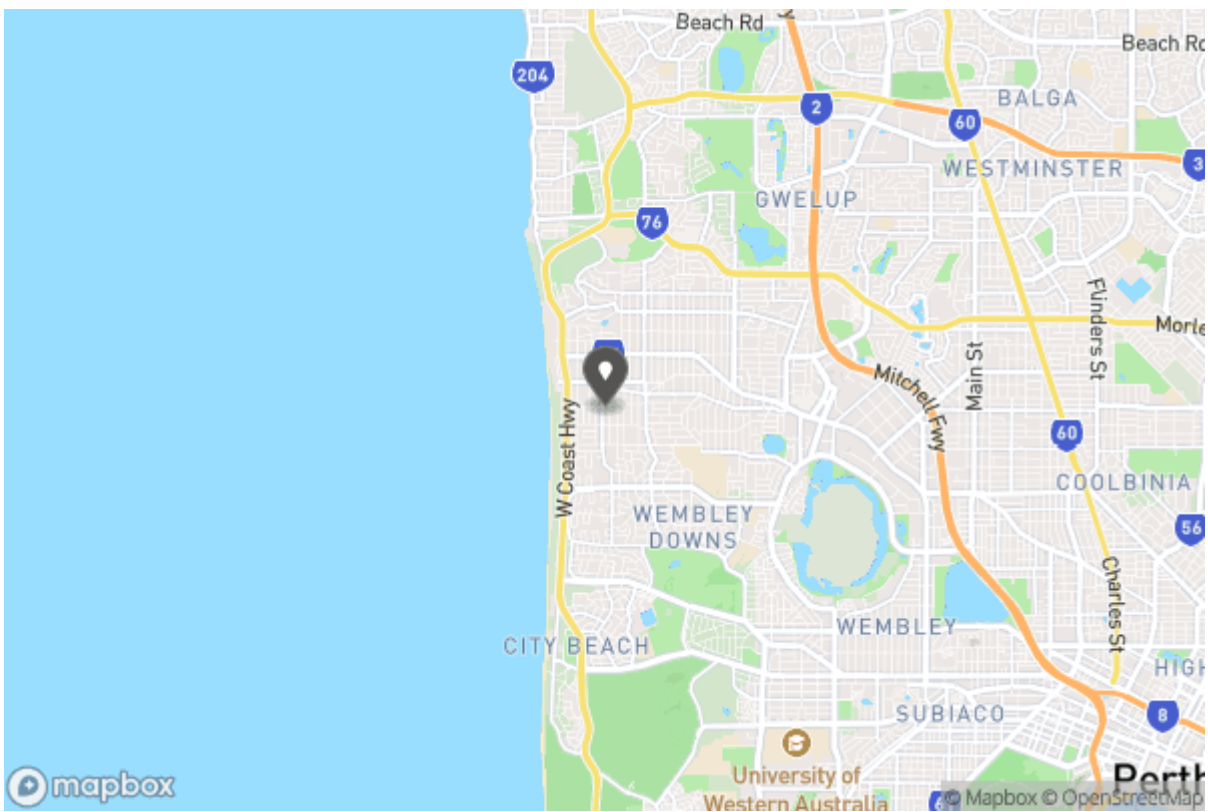 Beach Rd
Beach Rd
204
2
BALGA
60
WESTMINSTER
3
GWELUP
76
Flinders St
Morle
Main St
Mitchell Fwy
W Coast Hwy
60
COOLBINIA
WEMBLEY
DOWNS
56
Charles St
WEMBLEY
CITY BEACH
HIGH
SUBIACO
8
University of
Western Australia
Perth
mapbox
© Mapbox © OpenStreetMap